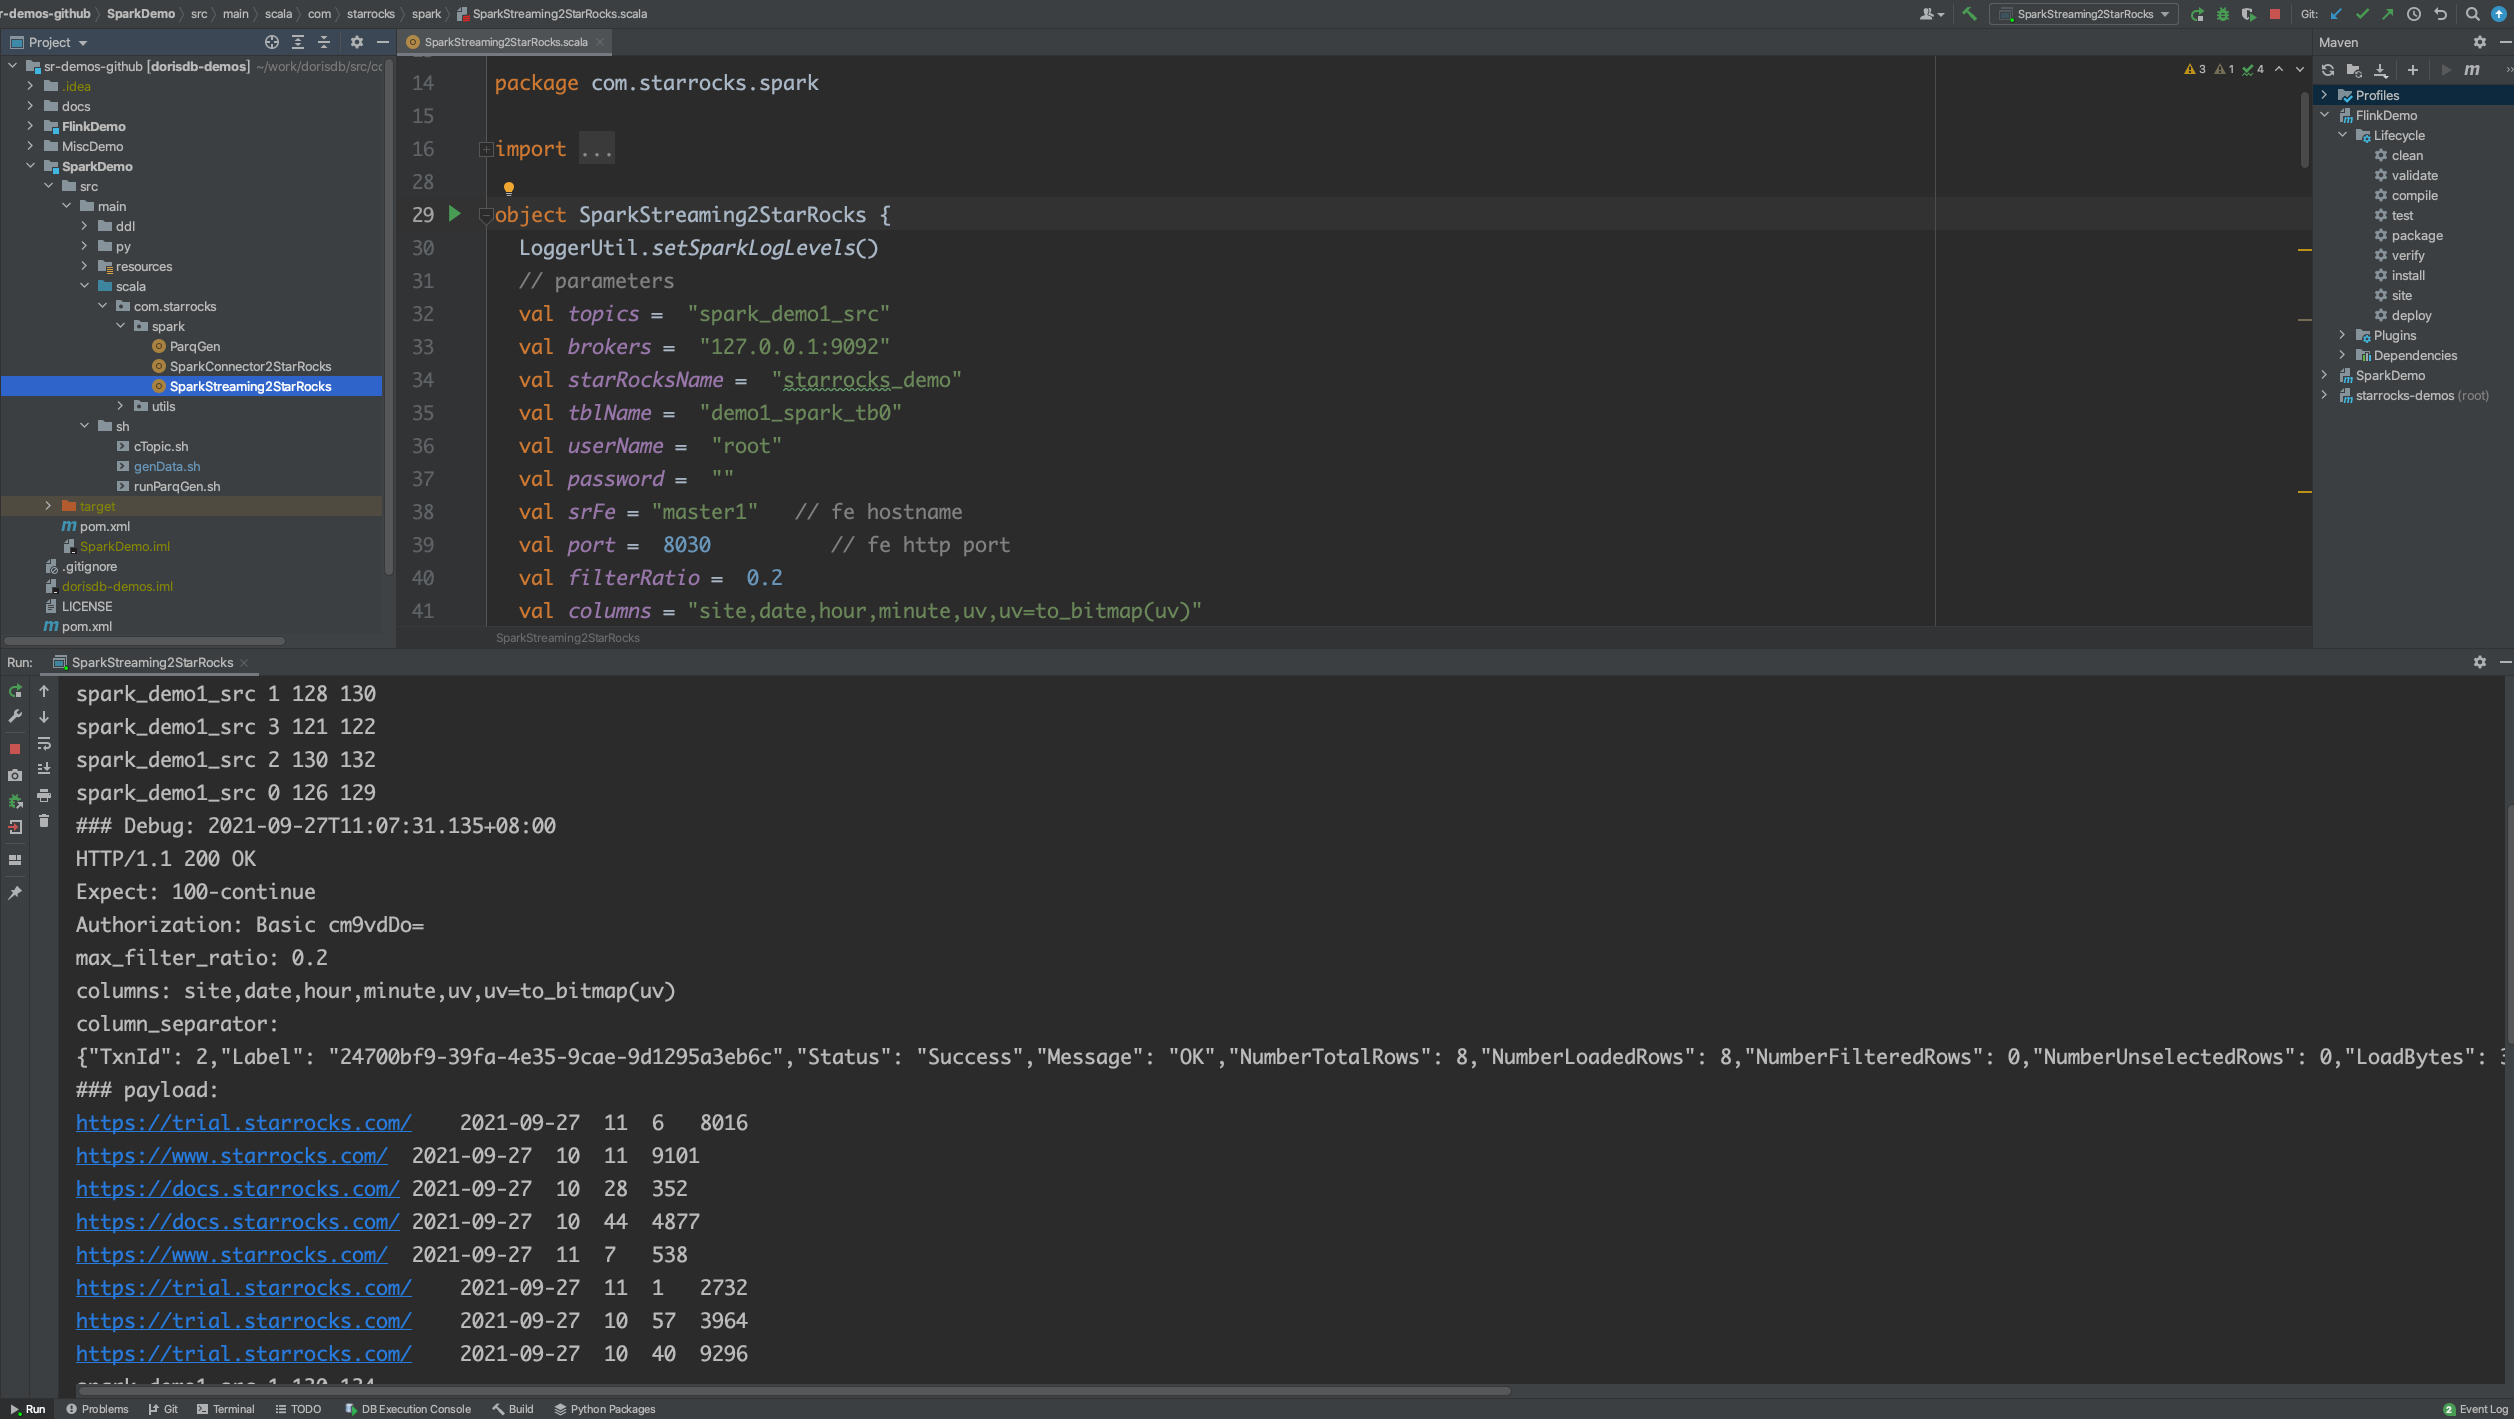 r-demos-github › SparkDemo › src › main › scala › com › starrocks › spark › SparkStreaming2StarRocks.scala
SparkStreaming2StarRocks
Git:
Project
SparkStreaming2StarRocks.scala
Maven
sr-demos-github [dorisdb-demos] ~/work/dorisdb/src/cc
.idea
docs
FlinkDemo
MiscDemo
SparkDemo
src
main
ddl
py
resources
scala
com.starrocks
spark
ParqGen
SparkConnector2StarRocks
SparkStreaming2StarRocks
utils
sh
cTopic.sh
genData.sh
runParqGen.sh
target
pom.xml
SparkDemo.iml
.gitignore
dorisdb-demos.iml
LICENSE
pom.xml
3 1 4
14 package com.starrocks.spark
15
16 import ...
28
29 object SparkStreaming2StarRocks {
30 LoggerUtil.setSparkLogLevels()
31 // parameters
32 val topics = "spark_demo1_src"
33 val brokers = "127.0.0.1:9092"
34 val starRocksName = "starrocks_demo"
35 val tblName = "demo1_spark_tb0"
36 val userName = "root"
37 val password = ""
38 val srFe = "master1" // fe hostname
39 val port = 8030 // fe http port
40 val filterRatio = 0.2
41 val columns = "site,date,hour,minute,uv,uv=to_bitmap(uv)"
SparkStreaming2StarRocks
Profiles
FlinkDemo
Lifecycle
clean
validate
compile
test
package
verify
install
site
deploy
Plugins
Dependencies
SparkDemo
starrocks-demos (root)
Run: SparkStreaming2StarRocks
spark_demo1_src 1 128 130
spark_demo1_src 3 121 122
spark_demo1_src 2 130 132
spark_demo1_src 0 126 129
### Debug: 2021-09-27T11:07:31.135+08:00
HTTP/1.1 200 OK
Expect: 100-continue
Authorization: Basic cm9vdDo=
max_filter_ratio: 0.2
columns: site,date,hour,minute,uv,uv=to_bitmap(uv)
column_separator:
{"TxnId": 2,"Label": "24700bf9-39fa-4e35-9cae-9d1295a3eb6c","Status": "Success","Message": "OK","NumberTotalRows": 8,"NumberLoadedRows": 8,"NumberFilteredRows": 0,"NumberUnselectedRows": 0,"LoadBytes":
### payload:
https://trial.starrocks.com/ 2021-09-27 11 6 8016
https://www.starrocks.com/ 2021-09-27 10 11 9101
https://docs.starrocks.com/ 2021-09-27 10 28 352
https://docs.starrocks.com/ 2021-09-27 10 44 4877
https://www.starrocks.com/ 2021-09-27 11 7 538
https://trial.starrocks.com/ 2021-09-27 11 1 2732
https://trial.starrocks.com/ 2021-09-27 10 57 3964
https://trial.starrocks.com/ 2021-09-27 10 40 9296
Run Problems Git Terminal TODO DB Execution Console Build Python Packages
2 Event Log